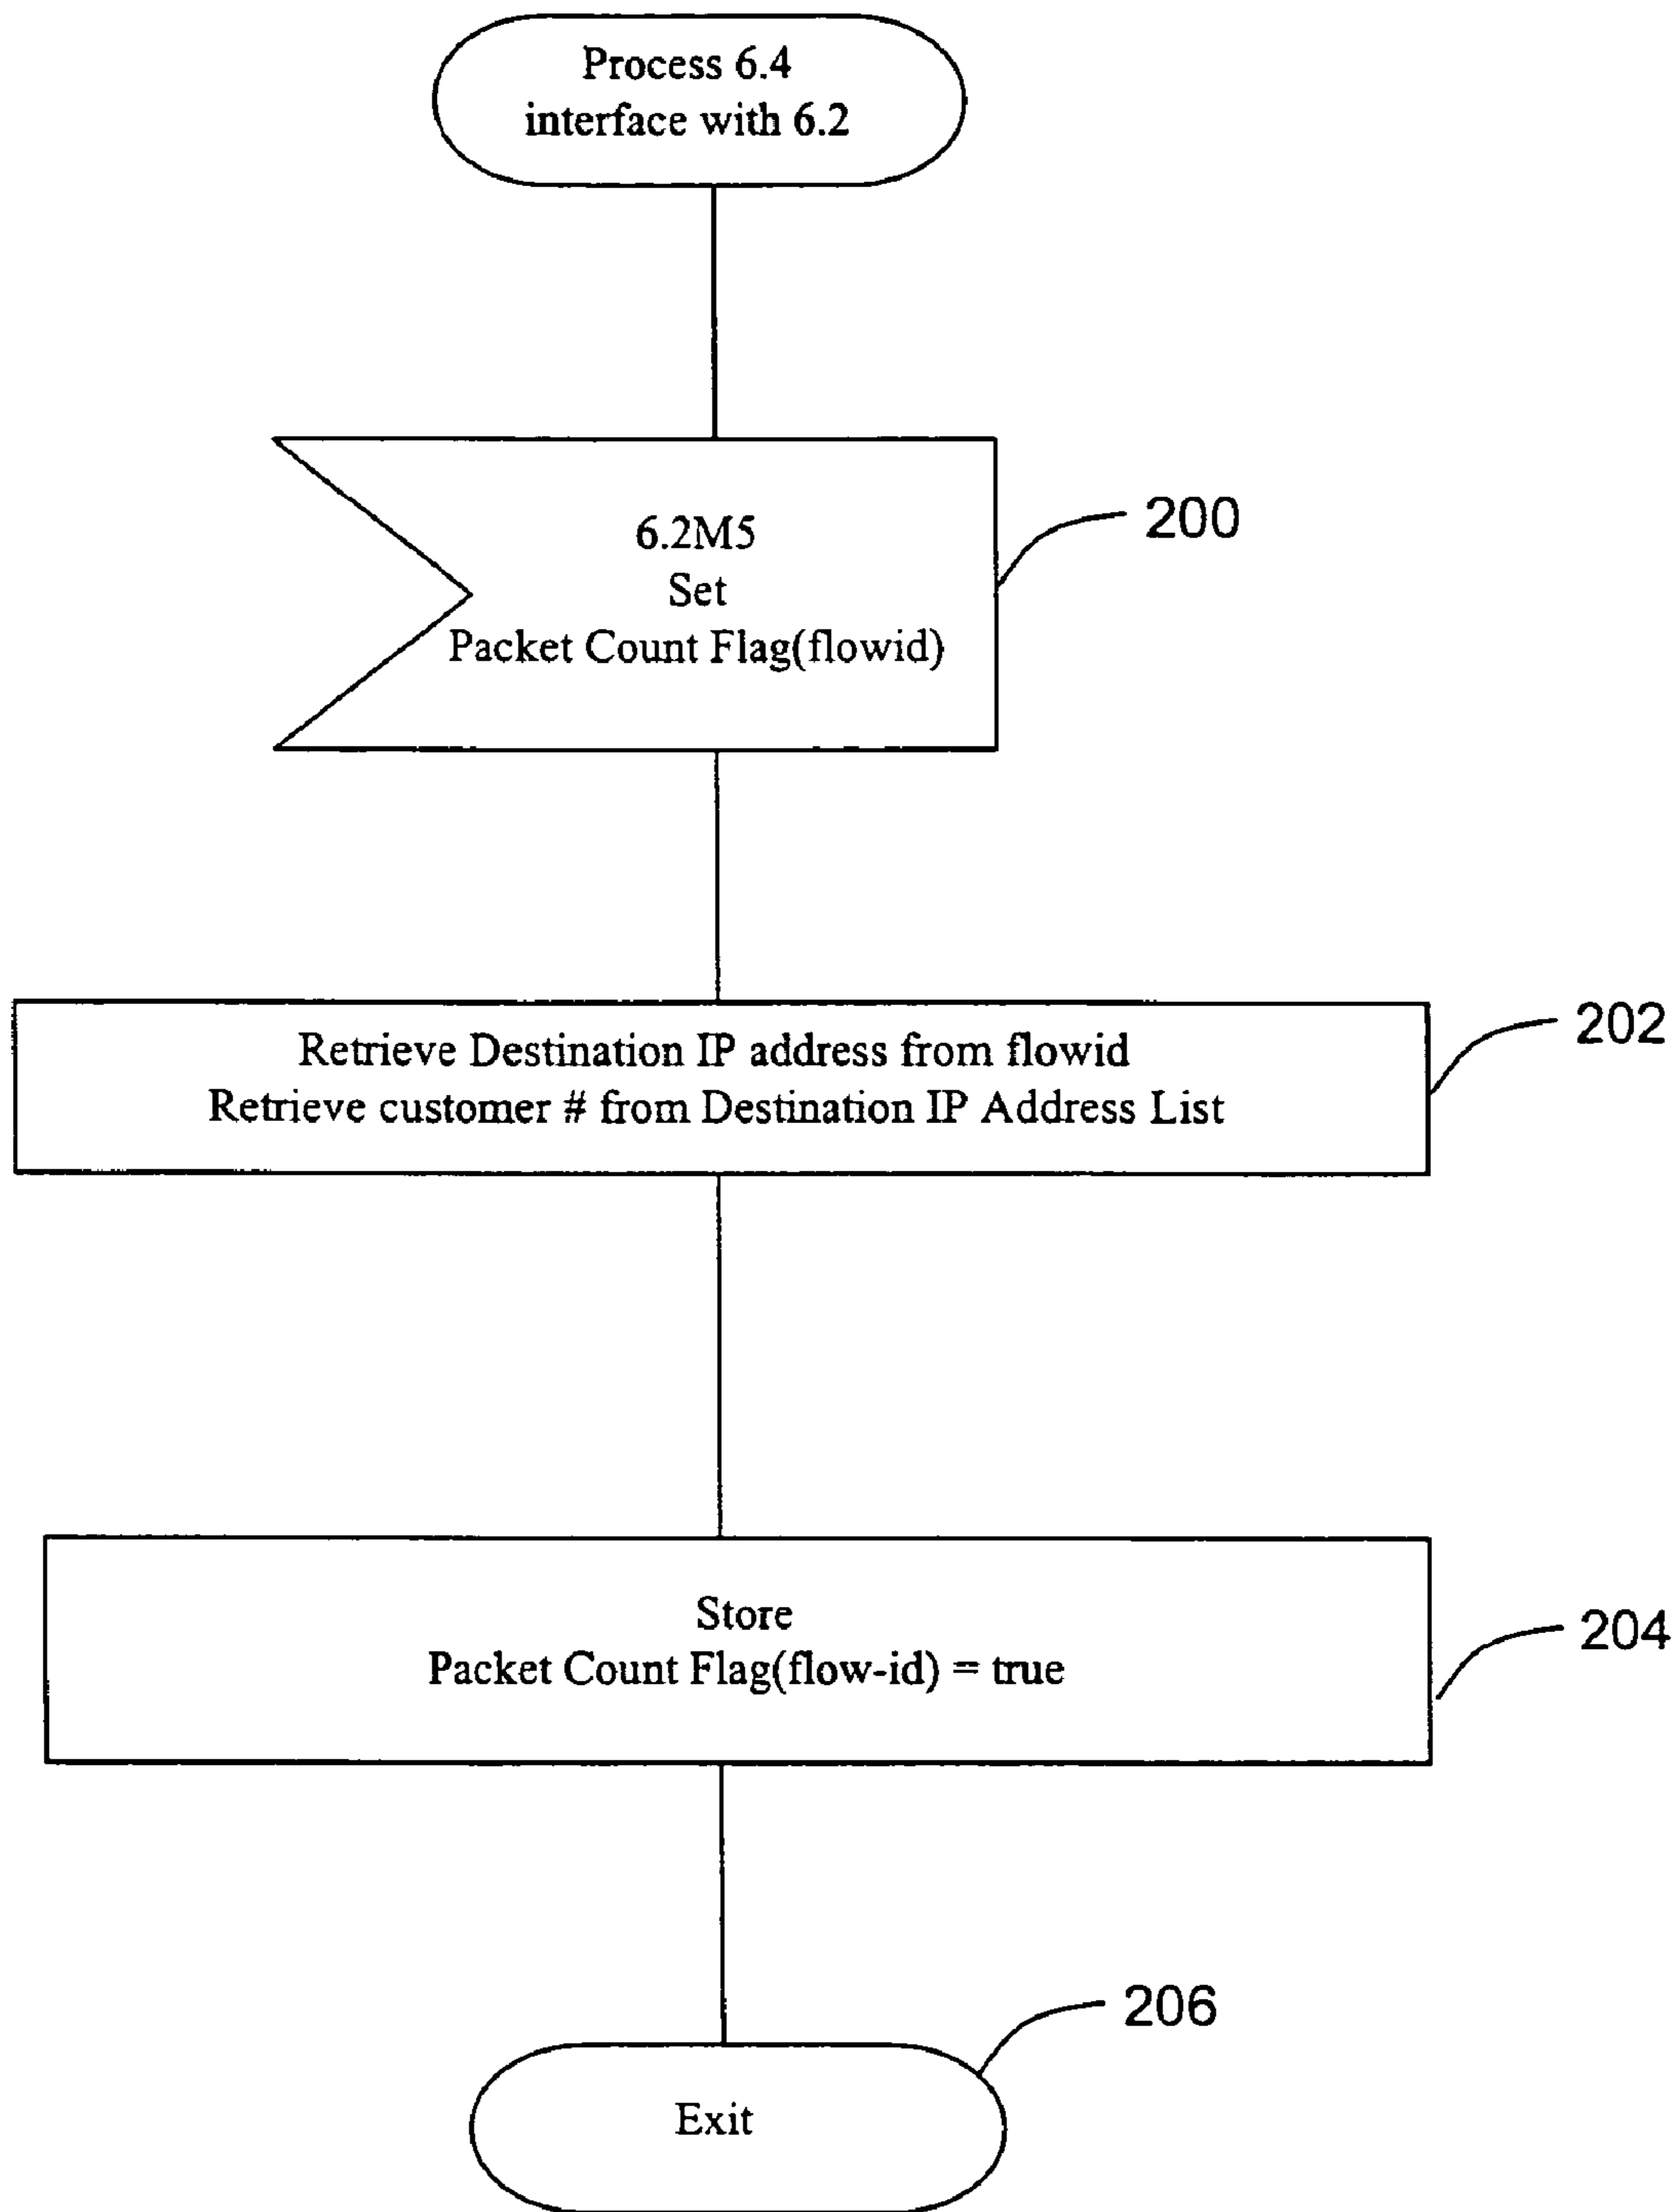 Process 6.4
interface with 6.2
6.2M5
Set
Packet Count Flag(flowid)
200
Retrieve Destination IP address from flowid
Retrieve customer # from Destination IP Address List
202
Store
Packet Count Flag(flow-id) = true
204
206
Exit